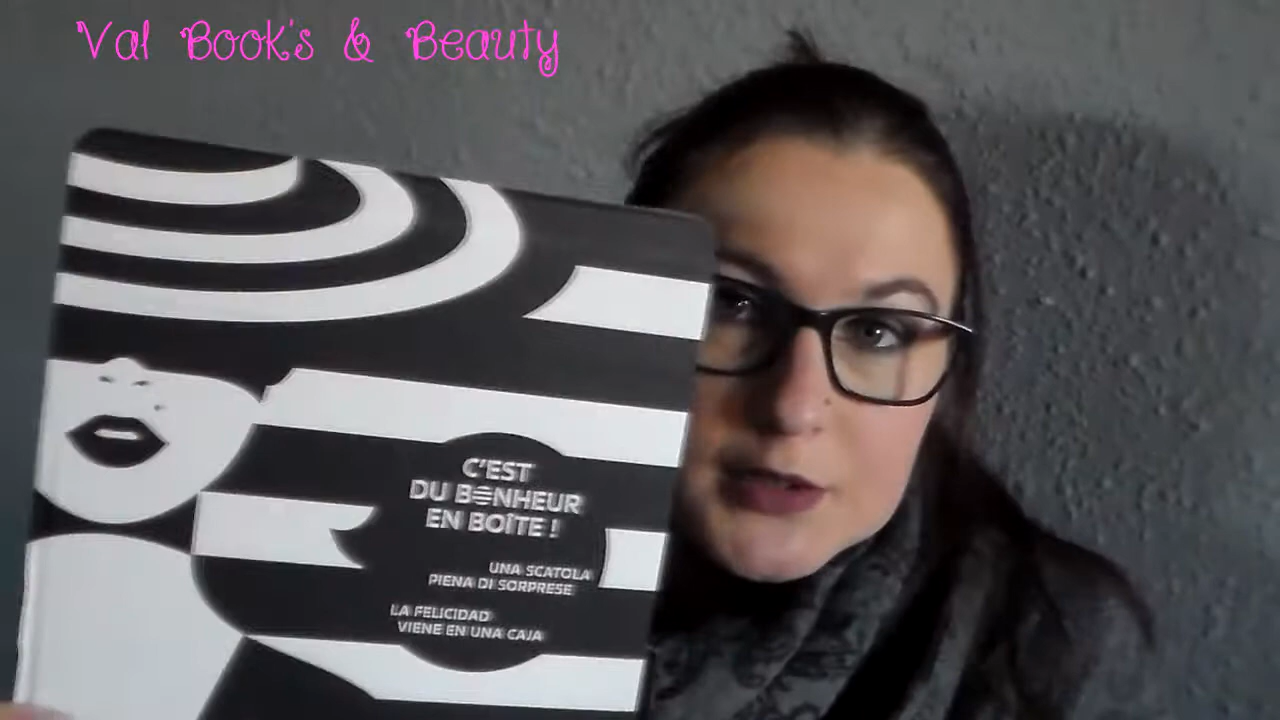 Val Book's & Beauty
C'EST
DU BONHEUR
EN BOÎTE !
UNA SCATOLA
PIENA DI SORPRESE
LA FELICIDAD
VIENE EN UNA CAJA